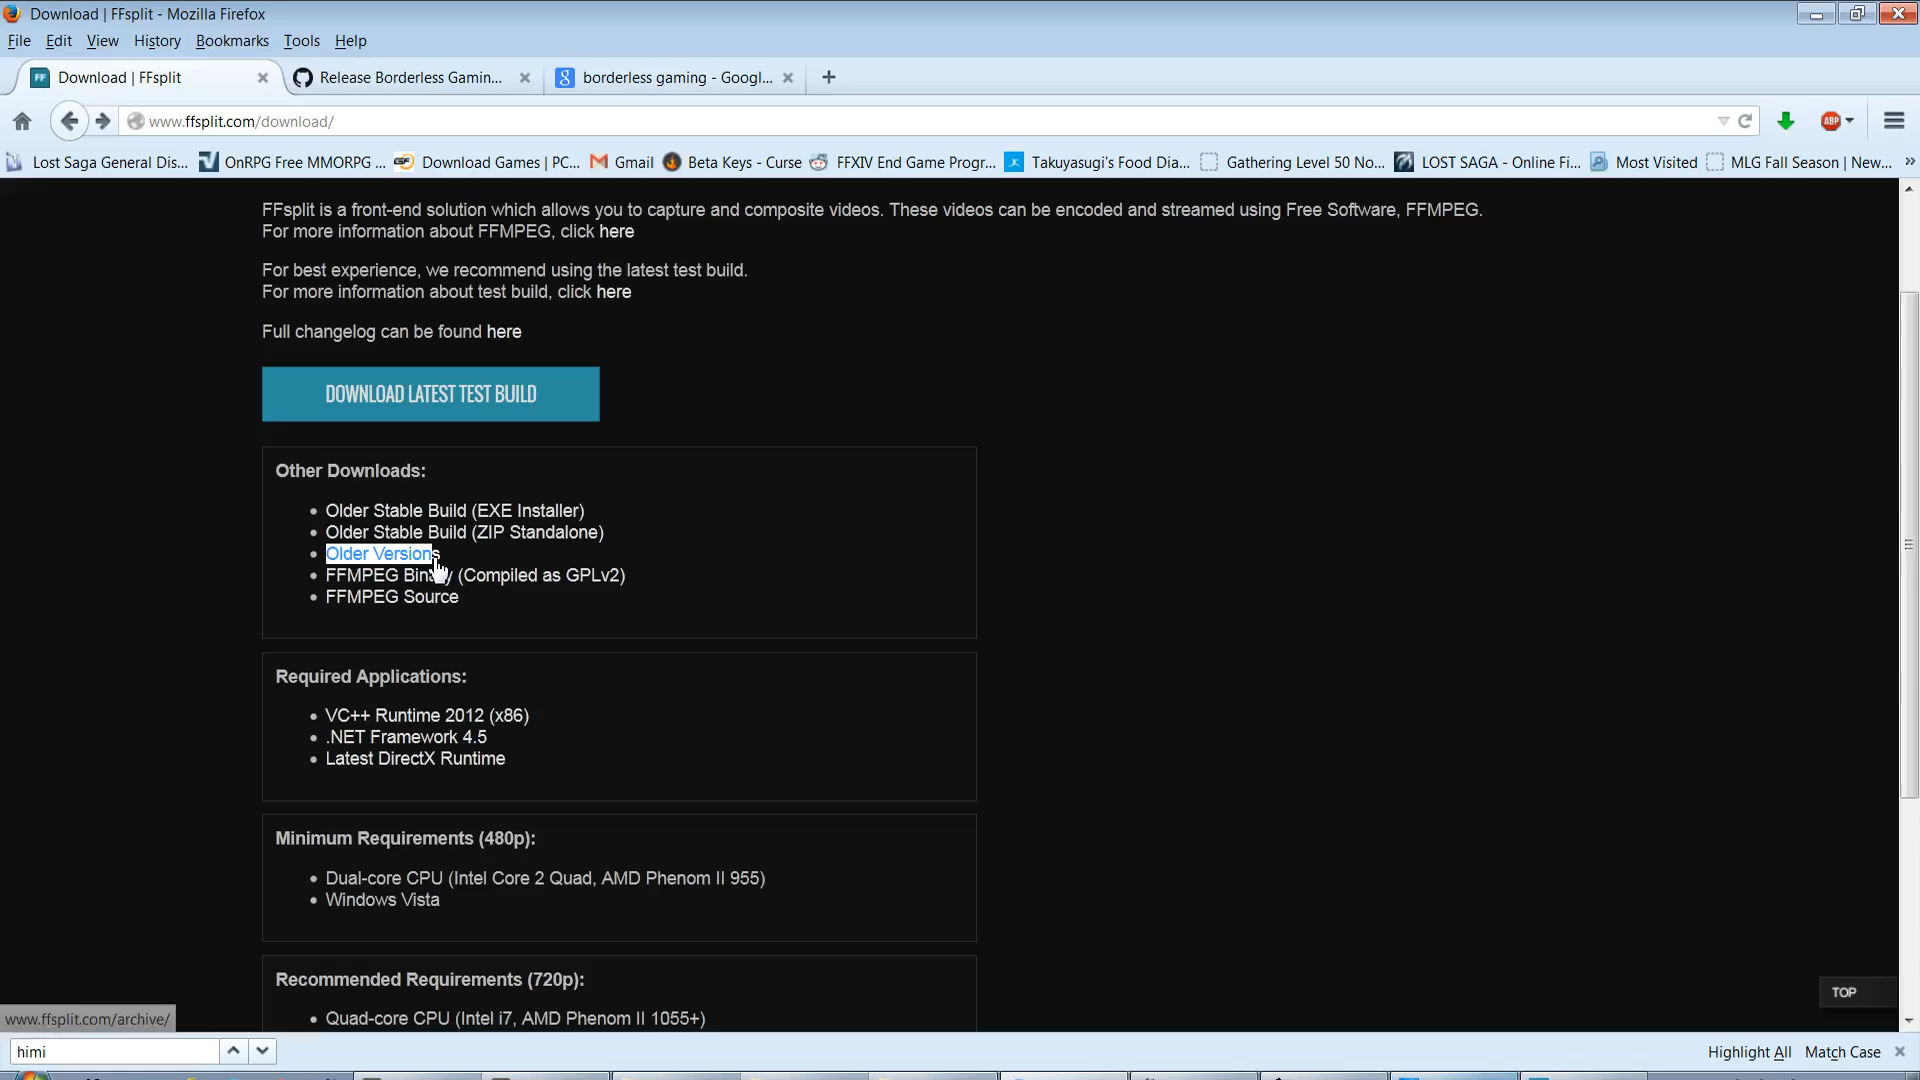 Download | FFsplit - Mozilla Firefox
File Edit View History Bookmarks Tools Help
FF Download | FFsplit Release Borderless Gamin... borderless gaming - Googl...
www.ffsplit.com/download/ ABP
Lost Saga General Dis... OnRPG Free MMORPG ... Download Games | PC... Gmail Beta Keys - Curse FFXIV End Game Progr... Takuyasugi's Food Dia... Gathering Level 50 No... LOST SAGA - Online Fi... Most Visited MLG Fall Season | New...
FFsplit is a front-end solution which allows you to capture and composite videos. These videos can be encoded and streamed using Free Software, FFMPEG.
For more information about FFMPEG, click here
For best experience, we recommend using the latest test build.
For more information about test build, click here
Full changelog can be found here
DOWNLOAD LATEST TEST BUILD
Other Downloads:
Older Stable Build (EXE Installer)
Older Stable Build (ZIP Standalone)
Older Versions
FFMPEG Binary (Compiled as GPLv2)
FFMPEG Source
Required Applications:
VC++ Runtime 2012 (x86)
.NET Framework 4.5
Latest DirectX Runtime
Minimum Requirements (480p):
Dual-core CPU (Intel Core 2 Quad, AMD Phenom II 955)
Windows Vista
Recommended Requirements (720p):
TOP
Quad-core CPU (Intel i7, AMD Phenom II 1055+)
www.ffsplit.com/archive/
himi Highlight All Match Case